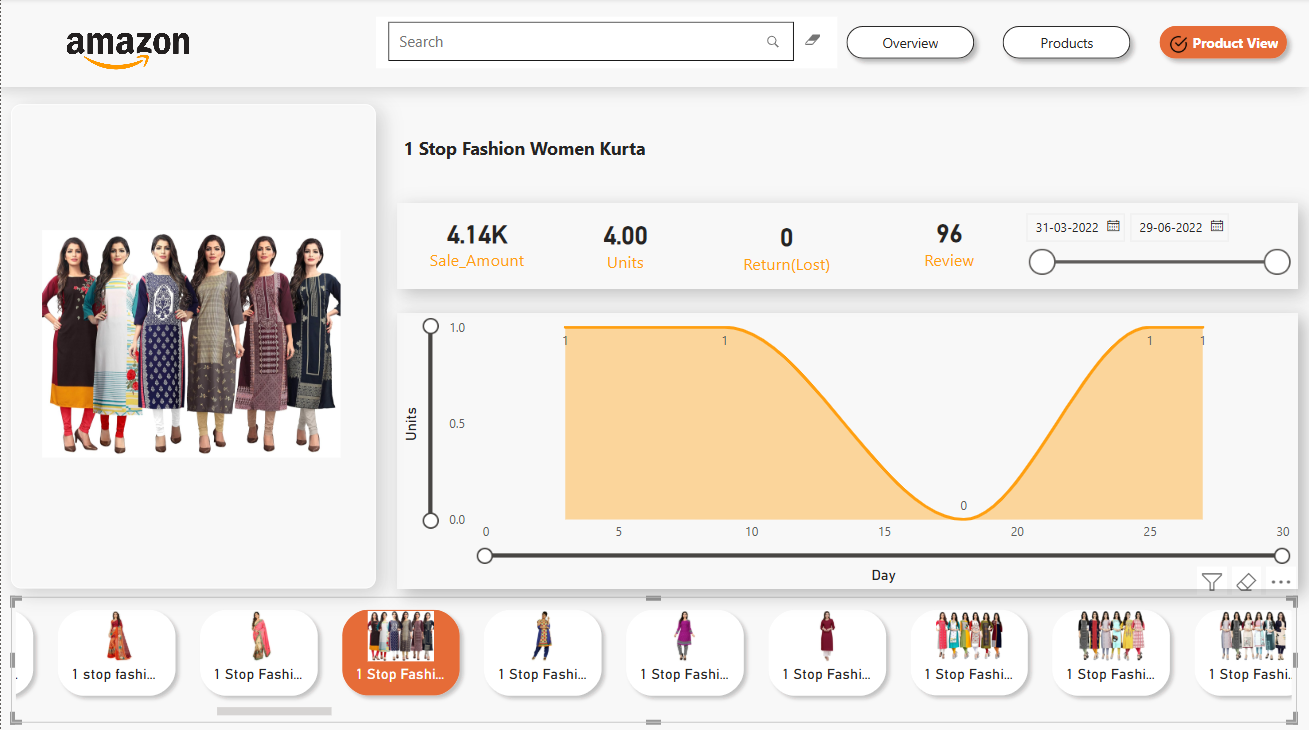 amazon
Search
Overview
Products
Product View
1 Stop Fashion Women Kurta
4.14K
Sale_Amount
4.00
Units
0
Return(Lost)
96
Review
31-03-2022
29-06-2022
Units
1.0
0.5
0.0
1
1
0
1
1
0 5 10 15 20 25 30
Day
...
1 stop fashi...
1 Stop Fashi...
1 Stop Fashi...
1 Stop Fashi...
1 Stop Fashi...
1 Stop Fashi...
1 Stop Fashi...
1 Stop Fashi...
1 Stop Fashi..